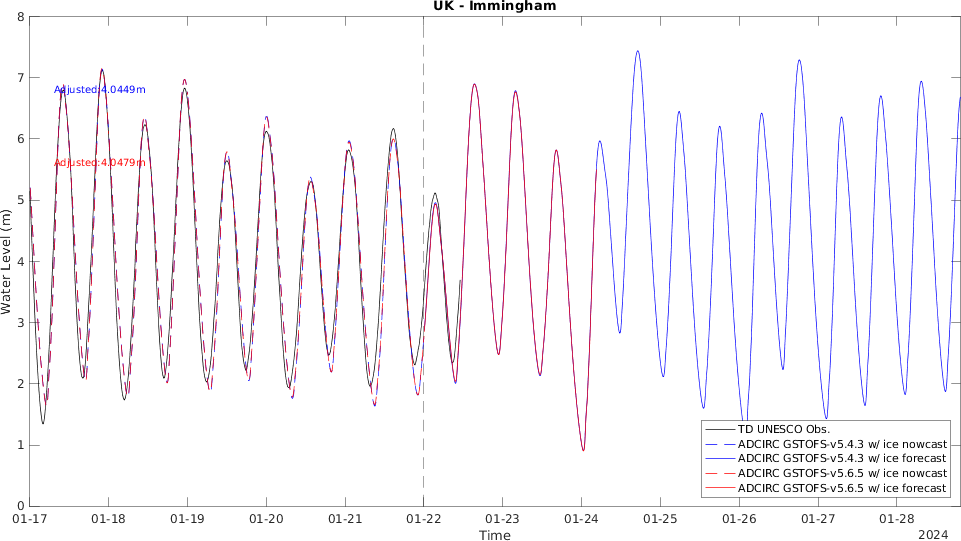 UK - Immingham
8
7
6
5
4
3
2
1
0
Water Level (m)
Adjusted:4.0449m
Adjusted:4.0479m
TD UNESCO Obs.
ADCIRC GSTOFS-v5.4.3 w/ ice nowcast
ADCIRC GSTOFS-v5.4.3 w/ ice forecast
ADCIRC GSTOFS-v5.6.5 w/ ice nowcast
ADCIRC GSTOFS-v5.6.5 w/ ice forecast
01-17 01-18 01-19 01-20 01-21 01-22 01-23 01-24 01-25 01-26 01-27 01-28
Time
2024